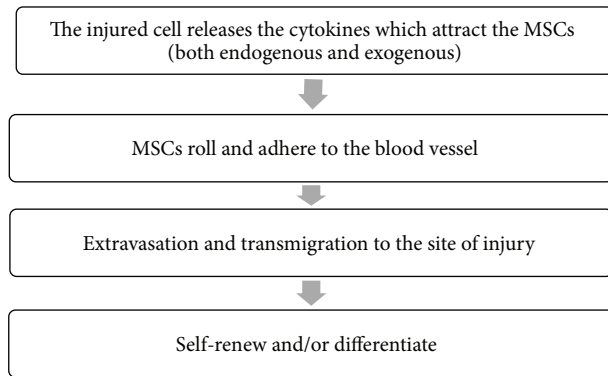 The injured cell releases the cytokines which attract the MSCs
(both endogenous and exogenous)
MSCs roll and adhere to the blood vessel
Extravasation and transmigration to the site of injury
Self-renew and/or differentiate